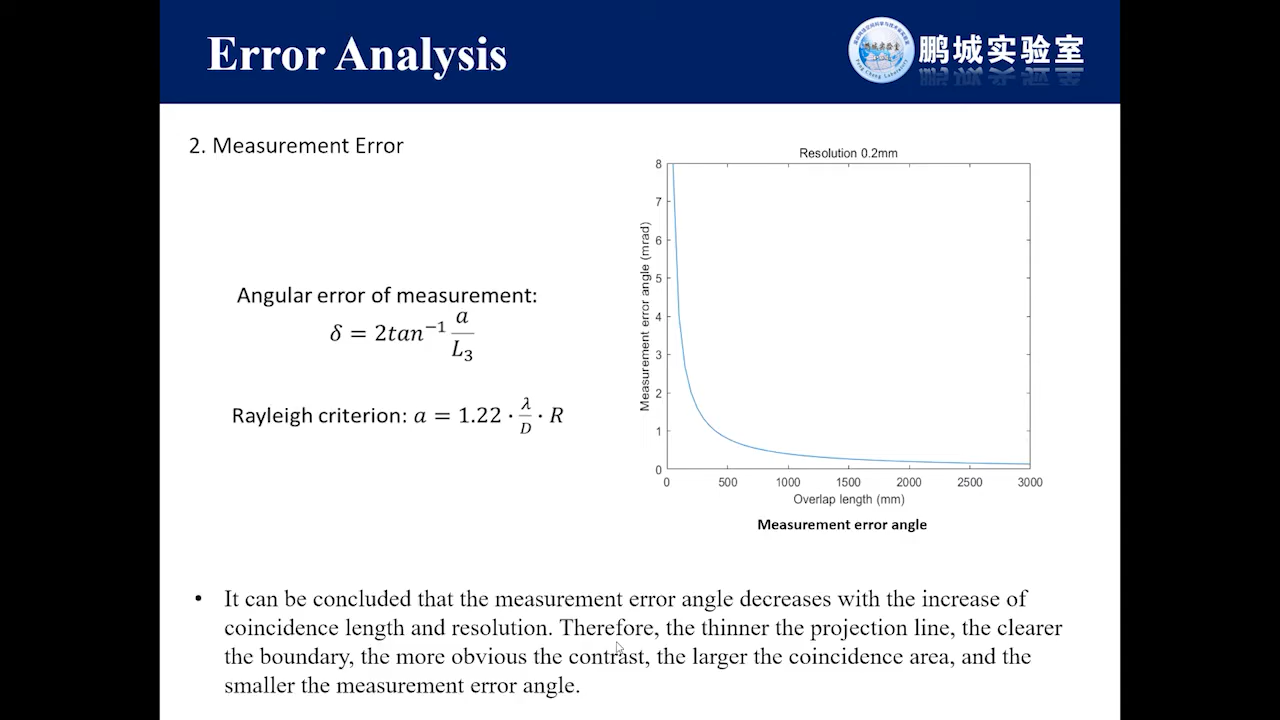 Error Analysis
鹏城实验室
2. Measurement Error
Angular error of measurement:
δ = 2tan⁻¹ a/L₃
Rayleigh criterion: a = 1.22 · λ/D · R
Resolution 0.2mm
Measurement error angle (mrad)
8
7
6
5
4
3
2
1
0
0 500 1000 1500 2000 2500 3000
Overlap length (mm)
Measurement error angle
• It can be concluded that the measurement error angle decreases with the increase of
coincidence length and resolution. Therefore, the thinner the projection line, the clearer
the boundary, the more obvious the contrast, the larger the coincidence area, and the
smaller the measurement error angle.